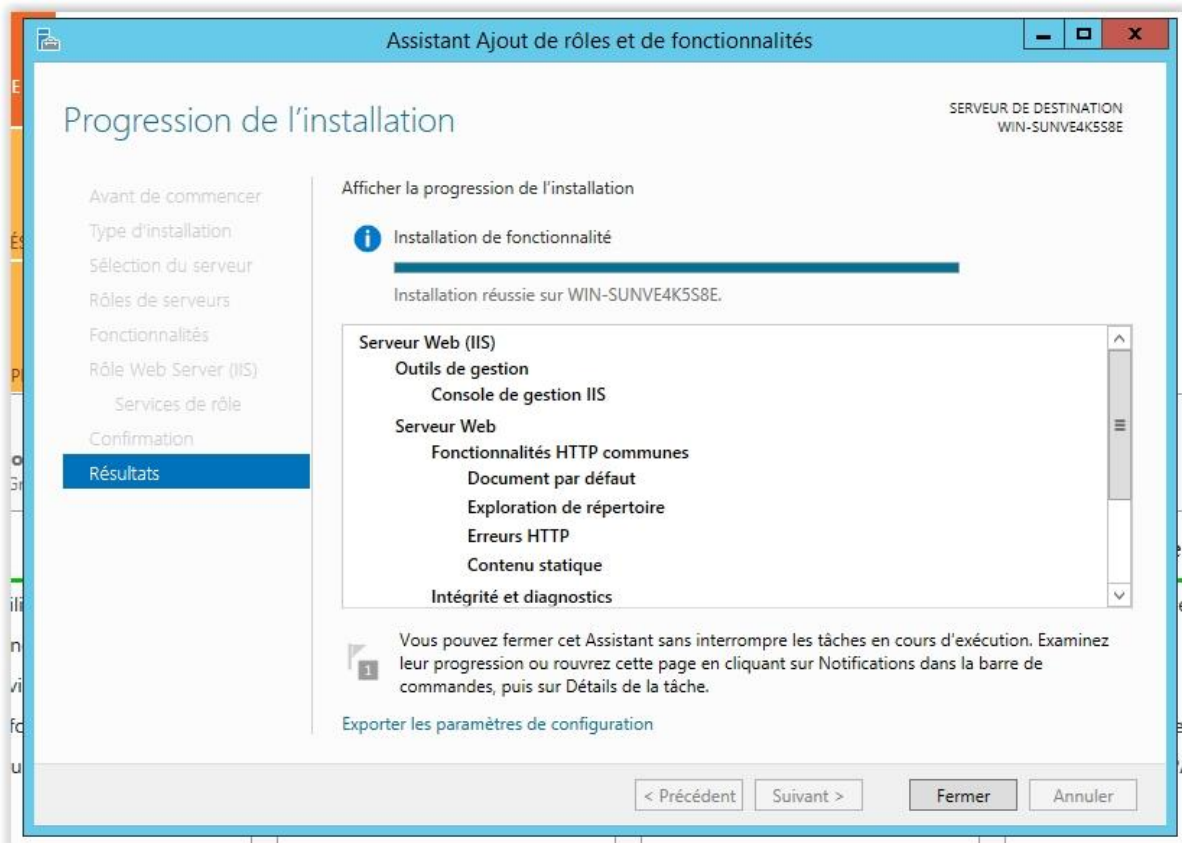 Assistant Ajout de rôles et de fonctionnalités
Progression de l'installation
SERVEUR DE DESTINATION
WIN-SUNVE4K5S8E
Avant de commencer
Type d'installation
Sélection du serveur
Rôles de serveurs
Fonctionnalités
Rôle Web Server (IIS)
Services de rôle
Confirmation
Résultats
Afficher la progression de l'installation
Installation de fonctionnalité
Installation réussie sur WIN-SUNVE4K5S8E.
Serveur Web (IIS)
Outils de gestion
Console de gestion IIS
Serveur Web
Fonctionnalités HTTP communes
Document par défaut
Exploration de répertoire
Erreurs HTTP
Contenu statique
Intégrité et diagnostics
1
Vous pouvez fermer cet Assistant sans interrompre les tâches en cours d'exécution. Examinez
leur progression ou rouvrez cette page en cliquant sur Notifications dans la barre de
commandes, puis sur Détails de la tâche.
Exporter les paramètres de configuration
< Précédent
Suivant >
Fermer
Annuler